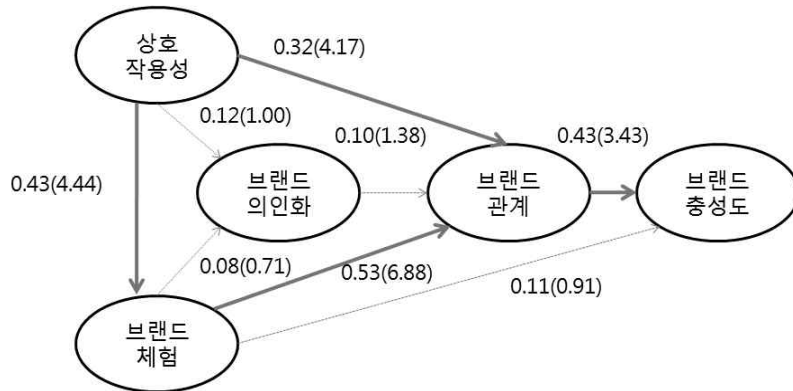 상호
작용성
0.32(4.17)
0.12(1.00)
0.10(1.38)
0.43(3.43)
0.43(4.44)
브랜드
의인화
브랜드
관계
브랜드
충성도
0.08(0.71)
0.53(6.88)
0.11(0.91)
브랜드
체험